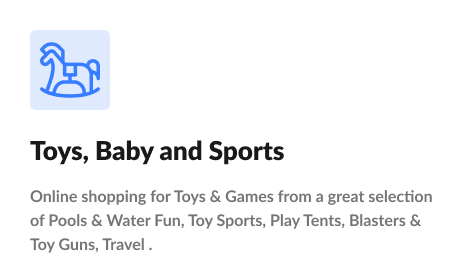 Toys, Baby and Sports
Online shopping for Toys & Games from a great selection
of Pools & Water Fun, Toy Sports, Play Tents, Blasters &
Toy Guns, Travel .